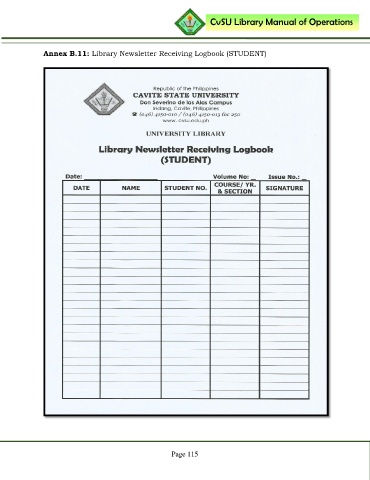 CvSU Library Manual of Operations
Annex B.11: Library Newsletter Receiving Logbook (STUDENT)
Republic of the Philippines
CAVITE STATE UNIVERSITY
Don Severino de las Alas Campus
Indang, Cavite, Philippines
☎ (046) 4150-010 / (046) 4150-013 loc 250
www. cvsu.edu.ph
UNIVERSITY LIBRARY
Library Newsletter Receiving Logbook
(STUDENT)
Date: ____________ Volume No: _ Issue No.: _
DATE NAME STUDENT NO. COURSE/ YR. & SECTION SIGNATURE
Page 115